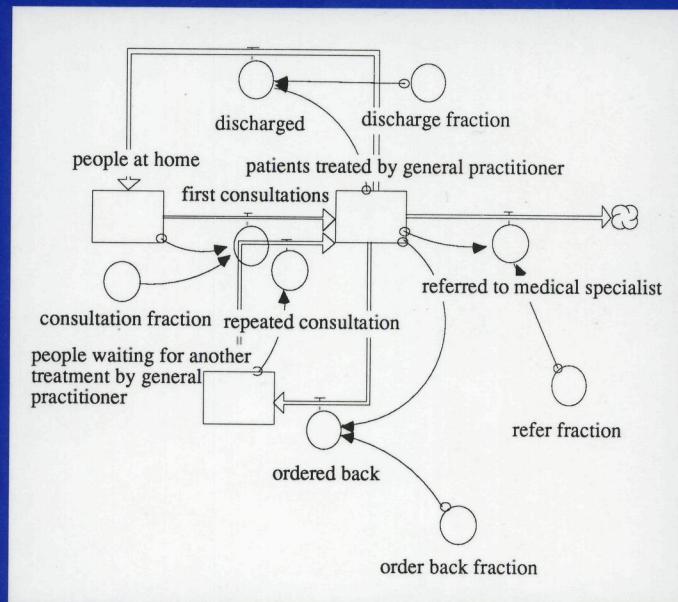 discharged
discharge fraction
people at home
patients treated by general practitioner
first consultations
referred to medical specialist
consultation fraction
repeated consultation
people waiting for another
treatment by general
practitioner
refer fraction
ordered back
order back fraction